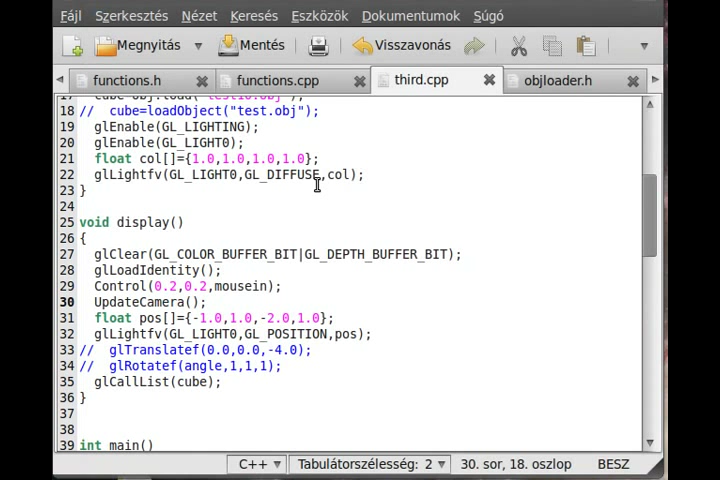 Fájl Szerkesztés Nézet Keresés Eszközök Dokumentumok Súgó
Megnyitás Mentés Visszavonás
functions.h functions.cpp third.cpp objloader.h
18 // cube=loadObject("test.obj");
19 glEnable(GL_LIGHTING);
20 glEnable(GL_LIGHT0);
21 float col[]={1.0,1.0,1.0,1.0};
22 glLightfv(GL_LIGHT0,GL_DIFFUSE,col);
23 }
24
25 void display()
26 {
27 glClear(GL_COLOR_BUFFER_BIT|GL_DEPTH_BUFFER_BIT);
28 glLoadIdentity();
29 Control(0.2,0.2,mousein);
30 UpdateCamera();
31 float pos[]={-1.0,1.0,-2.0,1.0};
32 glLightfv(GL_LIGHT0,GL_POSITION,pos);
33 // glTranslatef(0.0,0.0,-4.0);
34 // glRotatef(angle,1,1,1);
35 glCallList(cube);
36 }
37
38
39 int main()
C++ Tabulátorszélesség: 2 30. sor, 18. oszlop BESZ